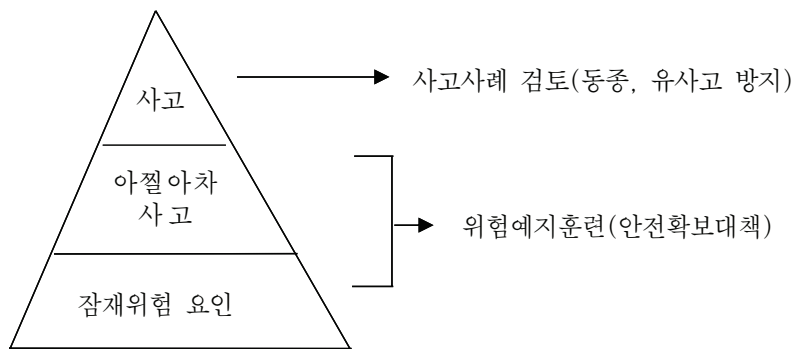 사고
사고사례 검토(동종, 유사고 방지)
아찔아차
사고
위험예지훈련(안전확보대책)
잠재위험 요인